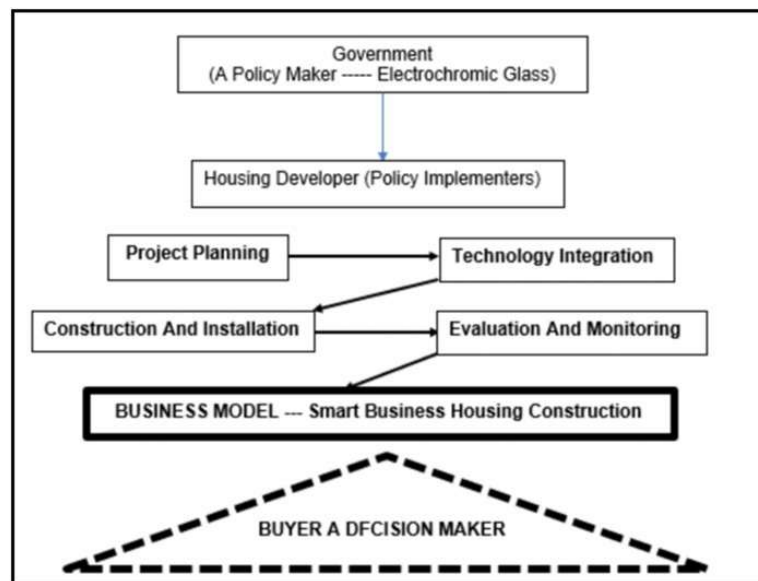 Government
(A Policy Maker ----- Electrochromic Glass)
Housing Developer (Policy Implementers)
Project Planning
Technology Integration
Construction And Installation
Evaluation And Monitoring
BUSINESS MODEL --- Smart Business Housing Construction
BUYER A DFCISION MAKER